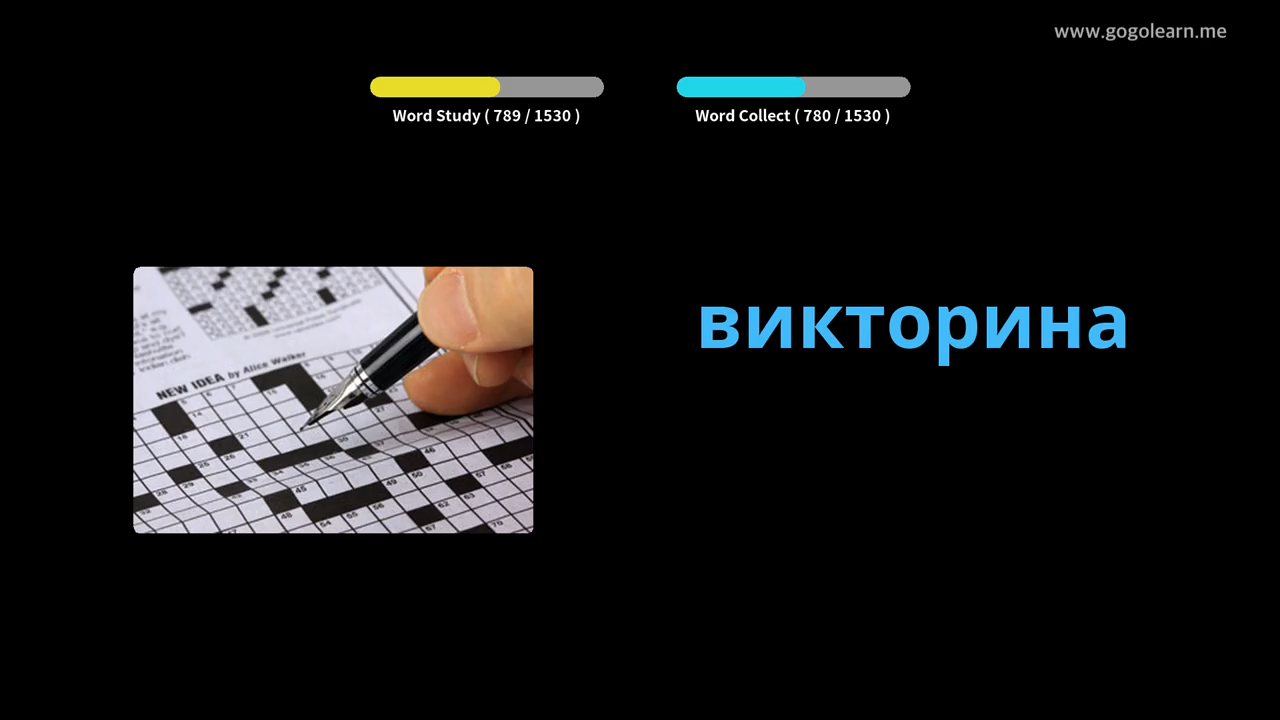 www.gogolearn.me
Word Study ( 789 / 1530 )
Word Collect ( 780 / 1530 )
викторина
NEW IDEA by Alice Walker